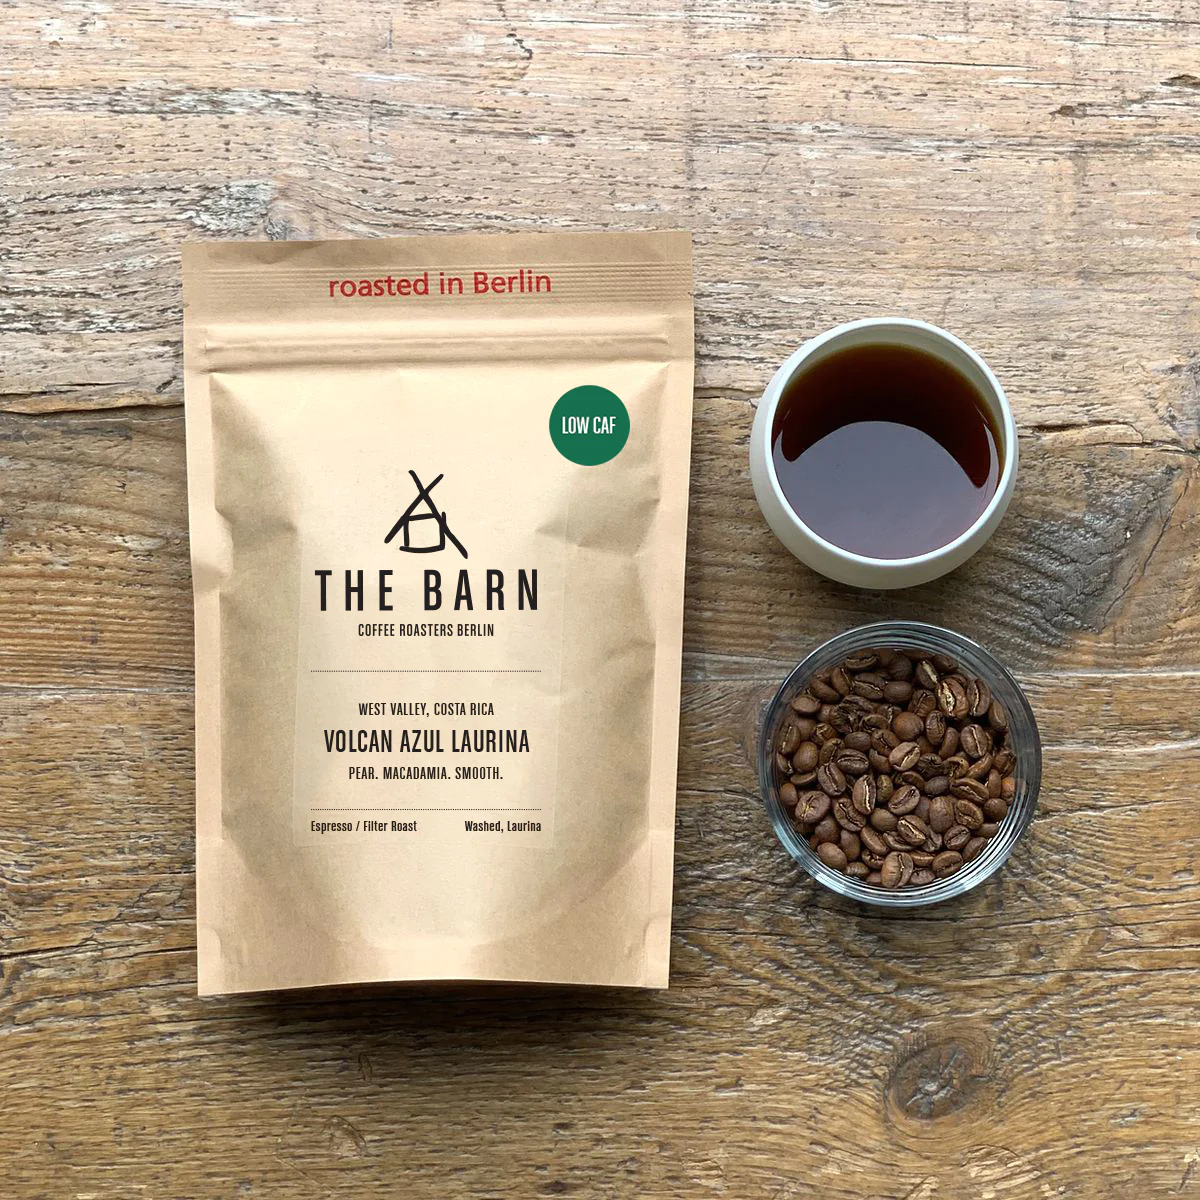 roasted in Berlin
LOW CAF
THE BARN
COFFEE ROASTERS BERLIN
WEST VALLEY, COSTA RICA
VOLCAN AZUL LAURINA
PEAR. MACADAMIA. SMOOTH.
Espresso / Filter Roast Washed, Laurina